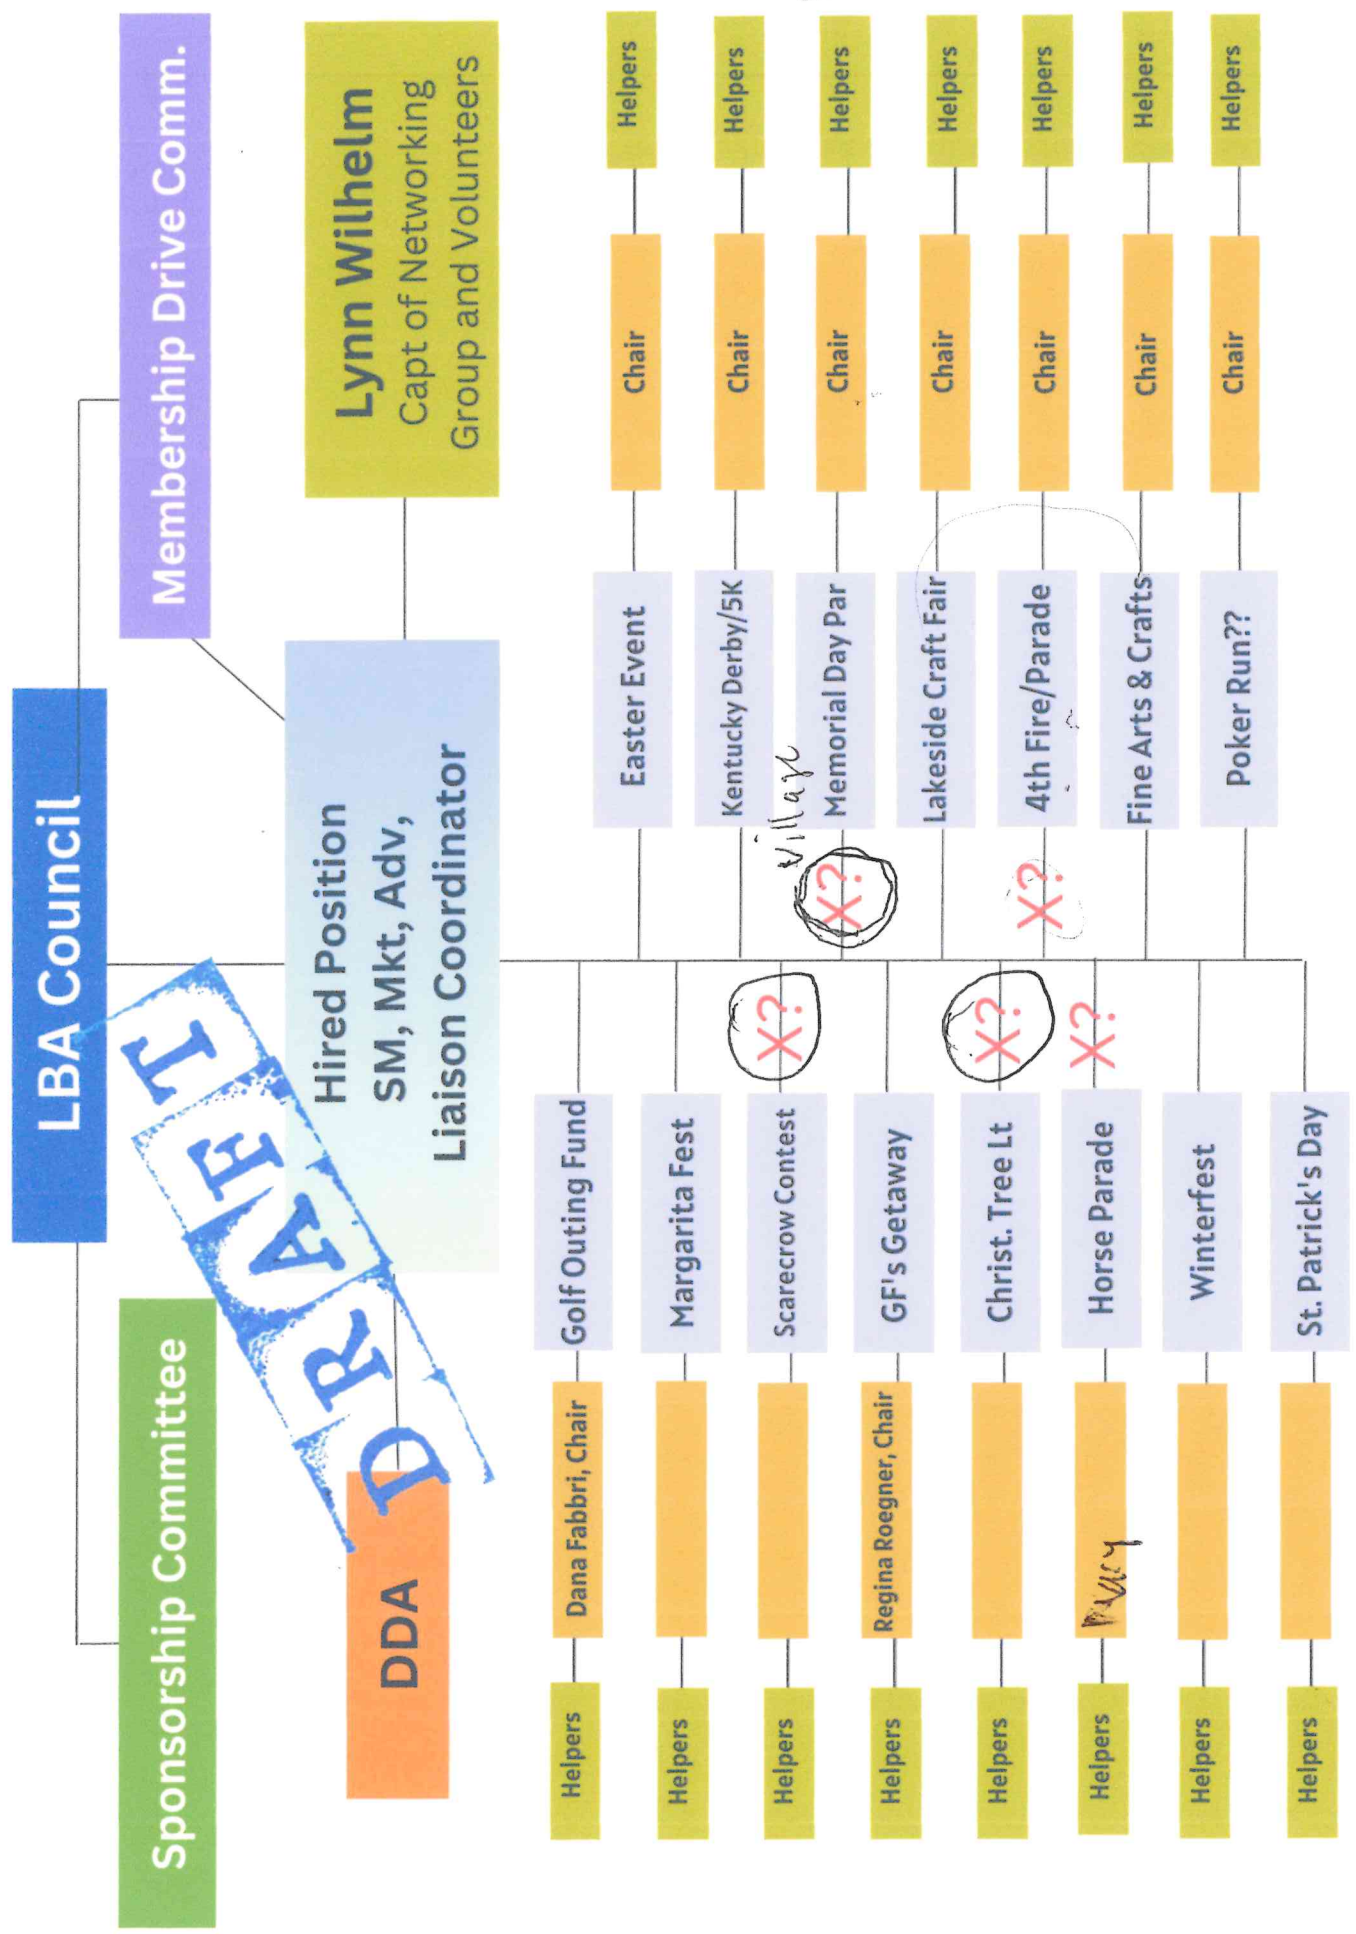 LBA Council
Sponsorship Committee
Membership Drive Comm.
DRAFT
DDA
Hired Position
SM, Mkt, Adv,
Liaison Coordinator
Lynn Wilhelm
Capt of Networking
Group and Volunteers
Helpers
Dana Fabbri, Chair
Golf Outing Fund
Helpers
Margarita Fest
Helpers
Scarecrow Contest
X?
Helpers
Regina Roegner, Chair
GF's Getaway
Helpers
Christ. Tree Lt
X?
Helpers
Horse Parade
X?
Helpers
Winterfest
Helpers
St. Patrick's Day
Easter Event
Chair
Helpers
Kentucky Derby/5K
Chair
Helpers
Village
X?
Memorial Day Par
Chair
Helpers
Lakeside Craft Fair
Chair
Helpers
X?
4th Fire/Parade
Chair
Helpers
Fine Arts & Crafts
Chair
Helpers
Poker Run??
Chair
Helpers